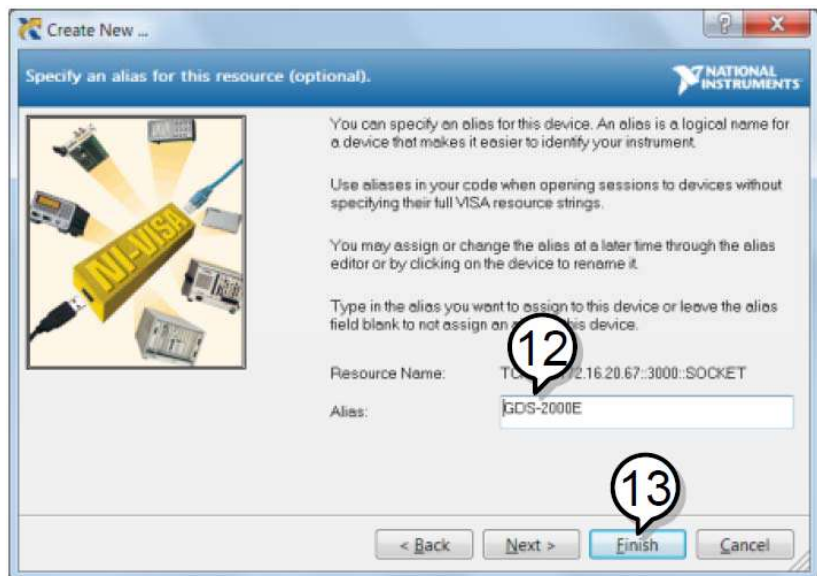 Create New ...
Specify an alias for this resource (optional).
NATIONAL
INSTRUMENTS
NI-VISA
You can specify an alias for this device. An alias is a logical name for
a device that makes it easier to identify your instrument.
Use aliases in your code when opening sessions to devices without
specifying their full VISA resource strings.
You may assign or change the alias at a later time through the alias
editor or by clicking on the device to rename it.
Type in the alias you want to assign to this device or leave the alias
field blank to not assign an this device.
12
Resource Name: 72.16.20.67::3000::SOCKET
Alias: GDS-2000E
13
< Back Next > Finish Cancel